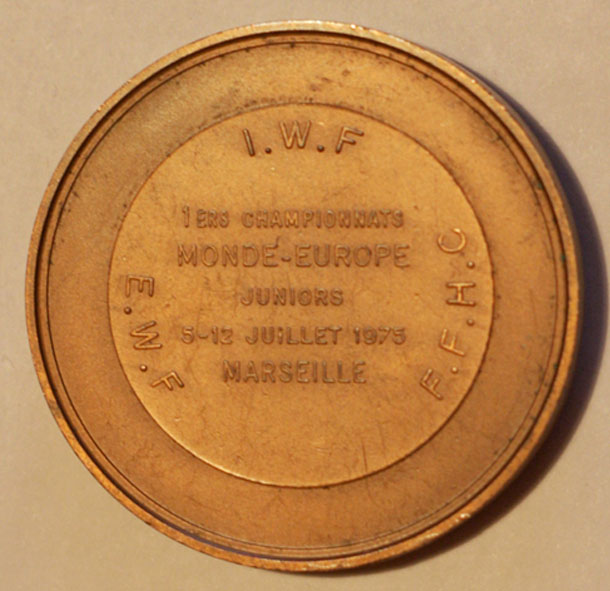 I.W.F
1ERS CHAMPIONNATS
MONDE-EUROPE
JUNIORS
5-12 JUILLET 1975
MARSEILLE
E.W.F
F.F.H.C